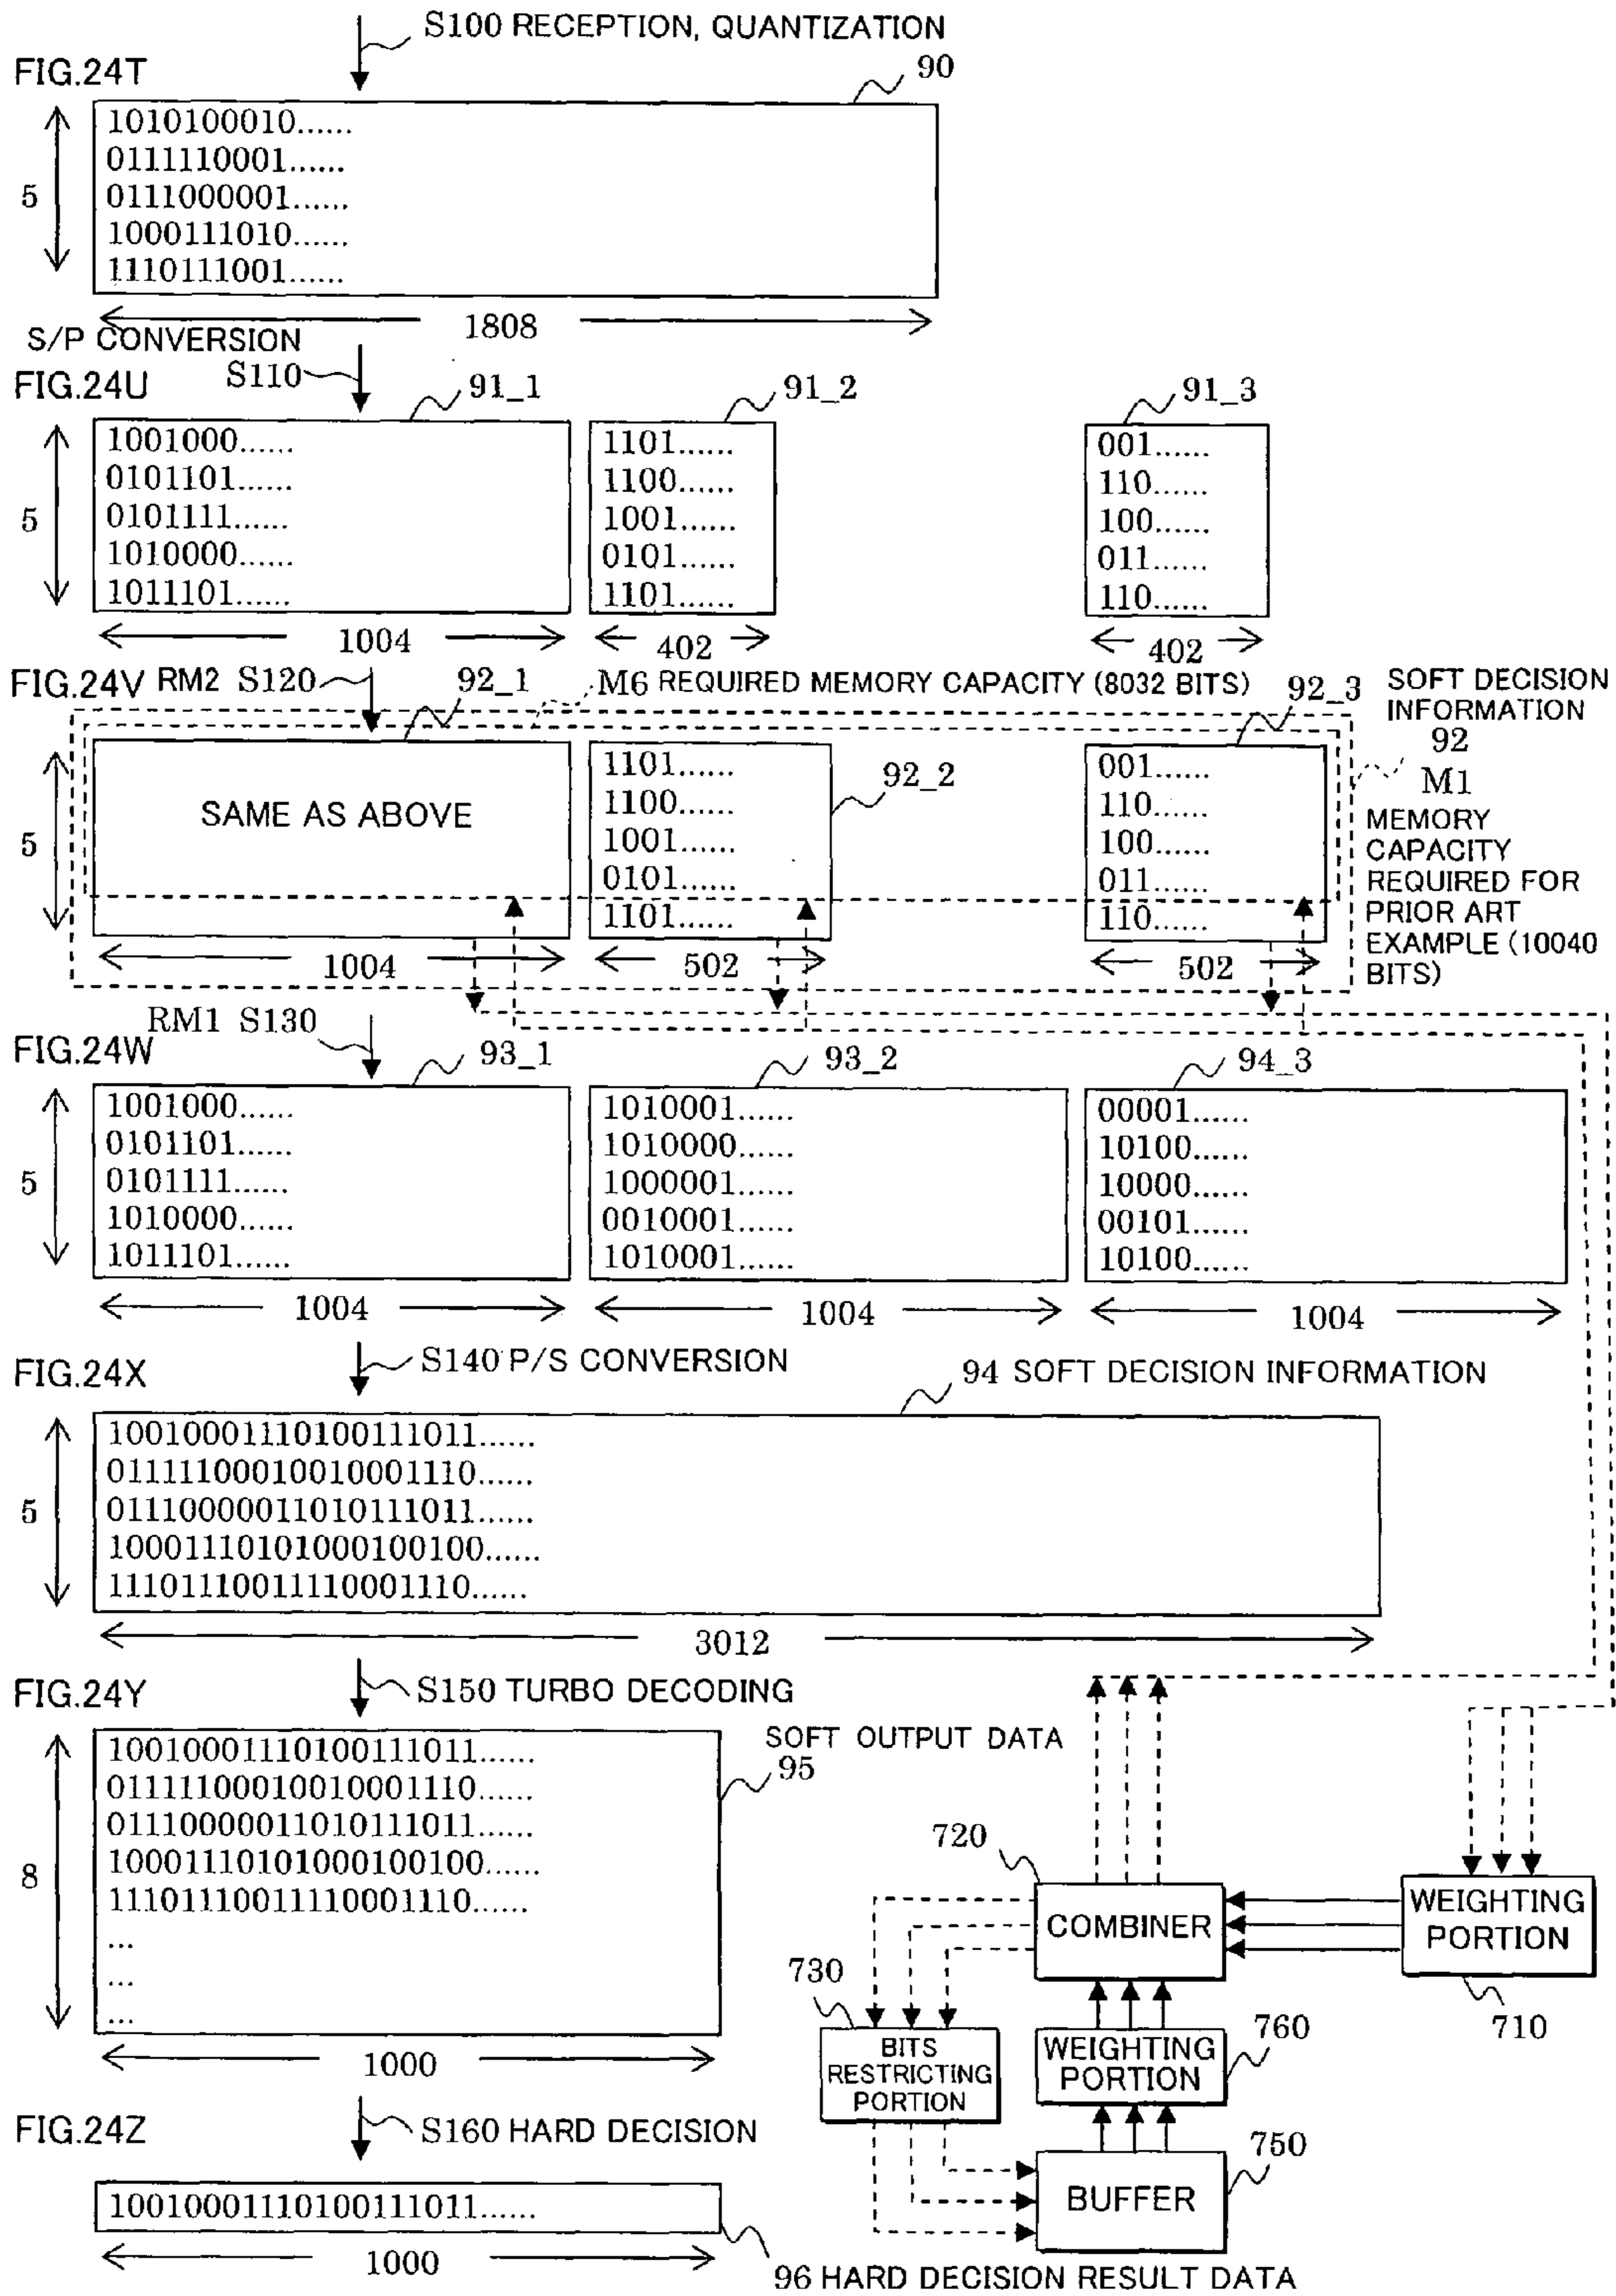 S100 RECEPTION, QUANTIZATION
FIG.24T
90
1010100010......
0111110001......
0111000001......
1000111010......
1110111001......
5
1808
S/P CONVERSION
S110
FIG.24U
91_1
91_2
91_3
1001000......
0101101......
0101111......
1010000......
1011101......
5
1004
1101......
1100......
1001......
0101......
1101......
402
001......
110......
100......
011......
110......
402
FIG.24V RM2 S120
92_1
M6 REQUIRED MEMORY CAPACITY (8032 BITS)
92_3
SOFT DECISION
INFORMATION
92
M1
MEMORY
CAPACITY
REQUIRED FOR
PRIOR ART
EXAMPLE (10040
BITS)
5
SAME AS ABOVE
1004
1101......
1100......
1001......
0101......
1101......
92_2
502
001......
110......
100......
011......
110......
502
RM1 S130
FIG.24W
93_1
93_2
94_3
5
1001000......
0101101......
0101111......
1010000......
1011101......
1004
1010001......
1010000......
1000001......
0010001......
1010001......
1004
00001......
10100......
10000......
00101......
10100......
1004
S140 P/S CONVERSION
FIG.24X
94 SOFT DECISION INFORMATION
5
10010001110100111011......
01111100010010001110......
01110000011010111011......
10001110101000100100......
11101110011110001110......
3012
S150 TURBO DECODING
FIG.24Y
SOFT OUTPUT DATA
95
8
10010001110100111011......
01111100010010001110......
01110000011010111011......
10001110101000100100......
11101110011110001110......
...
...
...
1000
720
COMBINER
WEIGHTING
PORTION
710
730
BITS
RESTRICTING
PORTION
WEIGHTING
PORTION
760
BUFFER
750
S160 HARD DECISION
FIG.24Z
10010001110100111011......
1000
96 HARD DECISION RESULT DATA